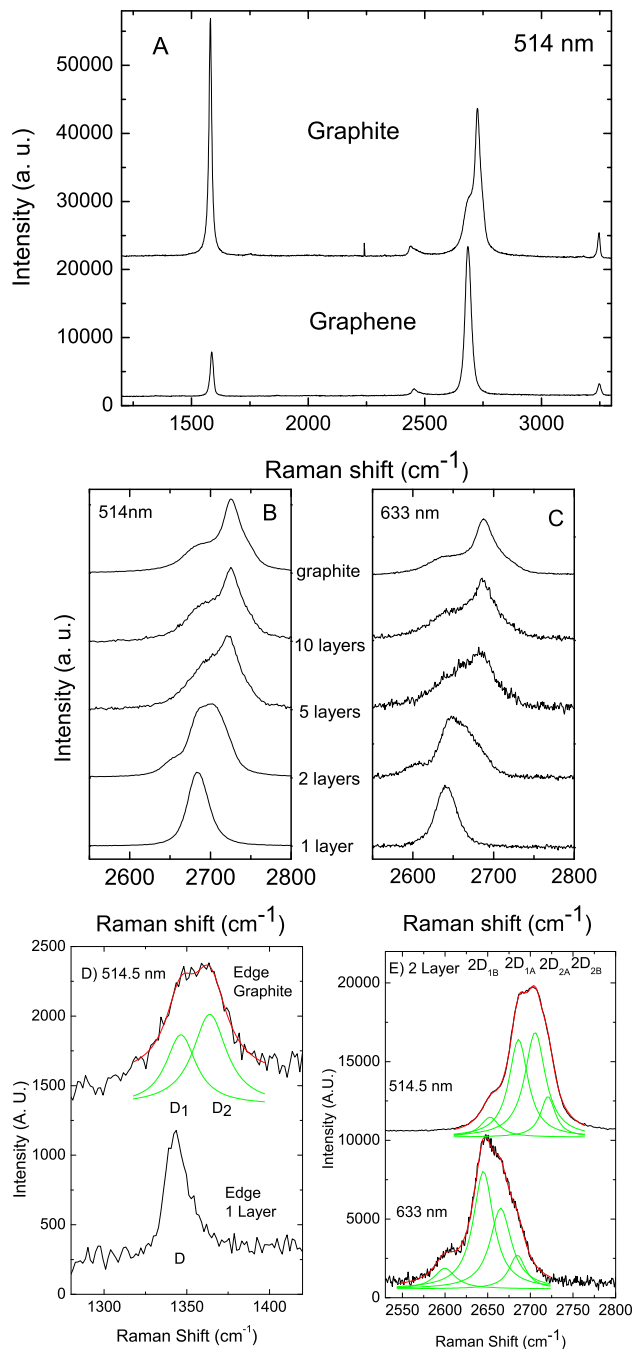 A
514 nm
Graphite
Graphene
Intensity (a. u.)
50000
40000
30000
20000
10000
0
1500 2000 2500 3000
Raman shift (cm-1)
514nm
B
633 nm
C
graphite
10 layers
5 layers
2 layers
1 layer
Intensity (a. u.)
2600 2700 2800
2600 2700 2800
Raman shift (cm-1)
Raman shift (cm-1)
D) 514.5 nm
Edge
Graphite
D1 D2
Edge
1 Layer
D
Intensity (A. U.)
2500
2000
1500
1000
500
0
1300 1350 1400
Raman Shift (cm-1)
E) 2 Layer 2D1B 2D1A 2D2A 2D2B
514.5 nm
633 nm
Intensity (A.U.)
20000
15000
10000
5000
0
2550 2600 2650 2700 2750 2800
Raman Shift (cm-1)